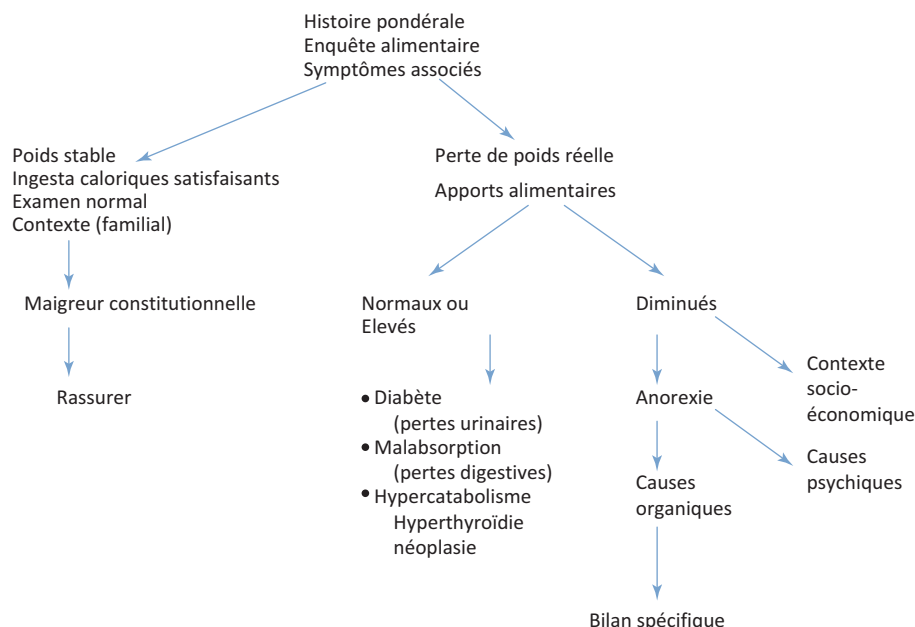 Histoire pondérale
Enquête alimentaire
Symptômes associés
Poids stable
Ingesta caloriques satisfaisants
Examen normal
Contexte (familial)
Perte de poids réelle
Apports alimentaires
Maigreur constitutionnelle
Normaux ou
Elevés
Diminués
Rassurer
• Diabète
(pertes urinaires)
• Malabsorption
(pertes digestives)
• Hypercatabolisme
Hyperthyroïdie
néoplasie
Anorexie
Contexte
socio-
économique
Causes
organiques
Causes
psychiques
Bilan spécifique